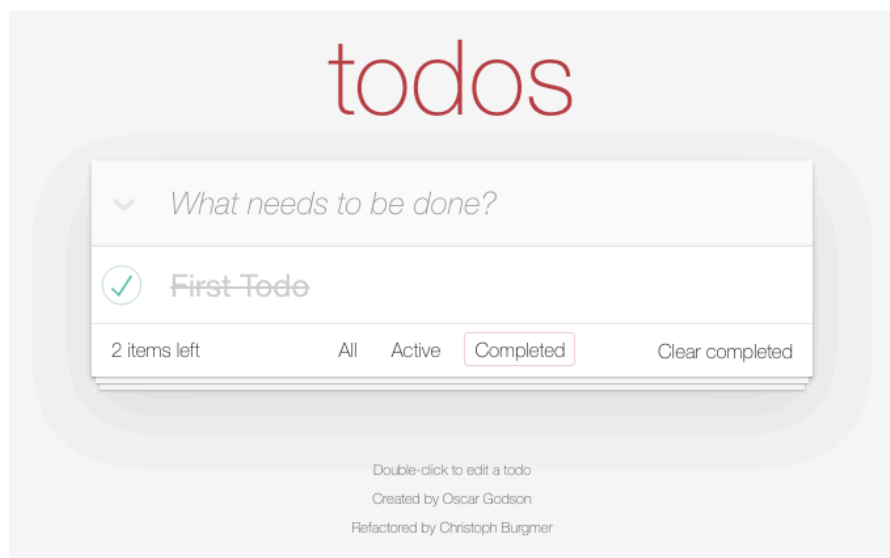 todos
What needs to be done?
First Todo
2 items left All Active Completed Clear completed
Double-click to edit a todo
Created by Oscar Godson
Refactored by Christoph Burgmer